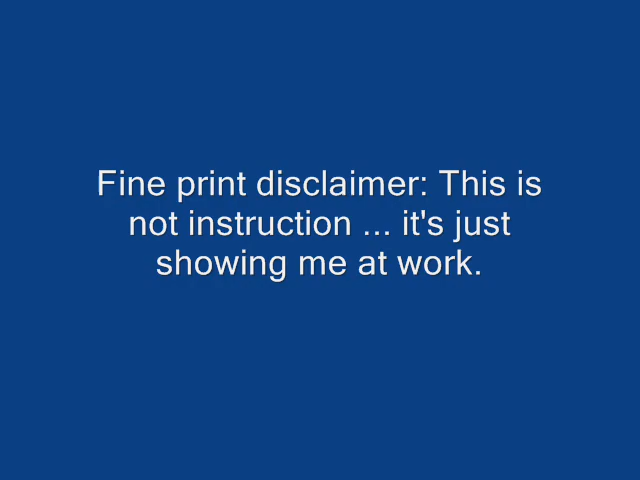 Fine print disclaimer: This is
not instruction ... it's just
showing me at work.